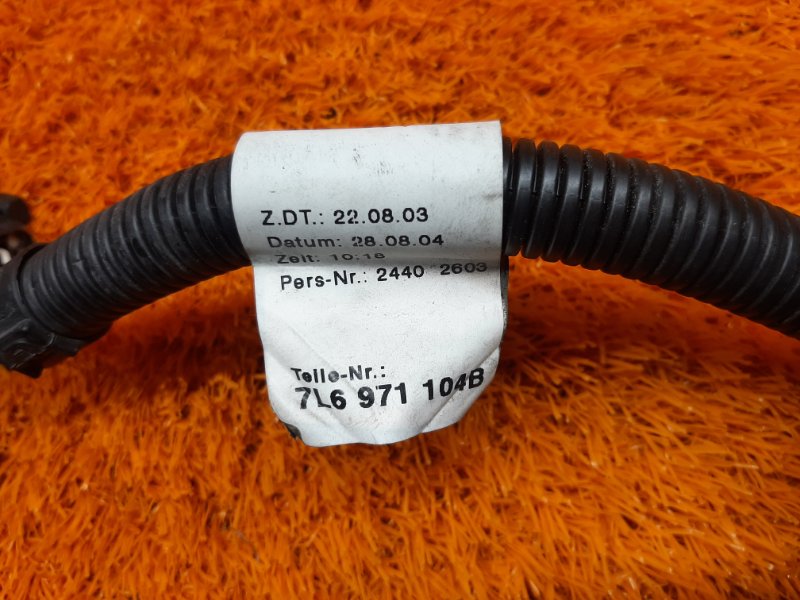 Z.DT.: 22.08.03
Datum: 28.08.04
Zeit: 10:18
Pers-Nr.: 2440 2603
Teile-Nr.:
7L6 971 104B